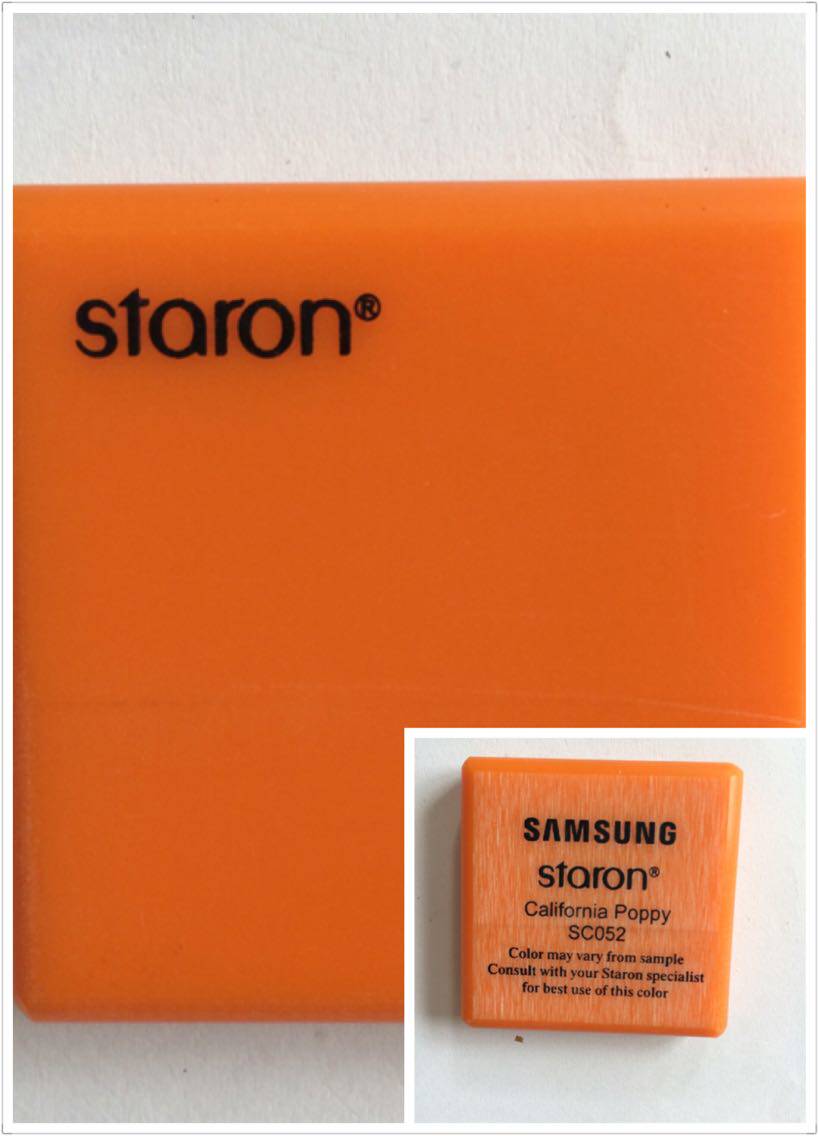 staron®
SAMSUNG
staron®
California Poppy
SC052
Color may vary from sample
Consult with your Staron specialist
for best use of this color